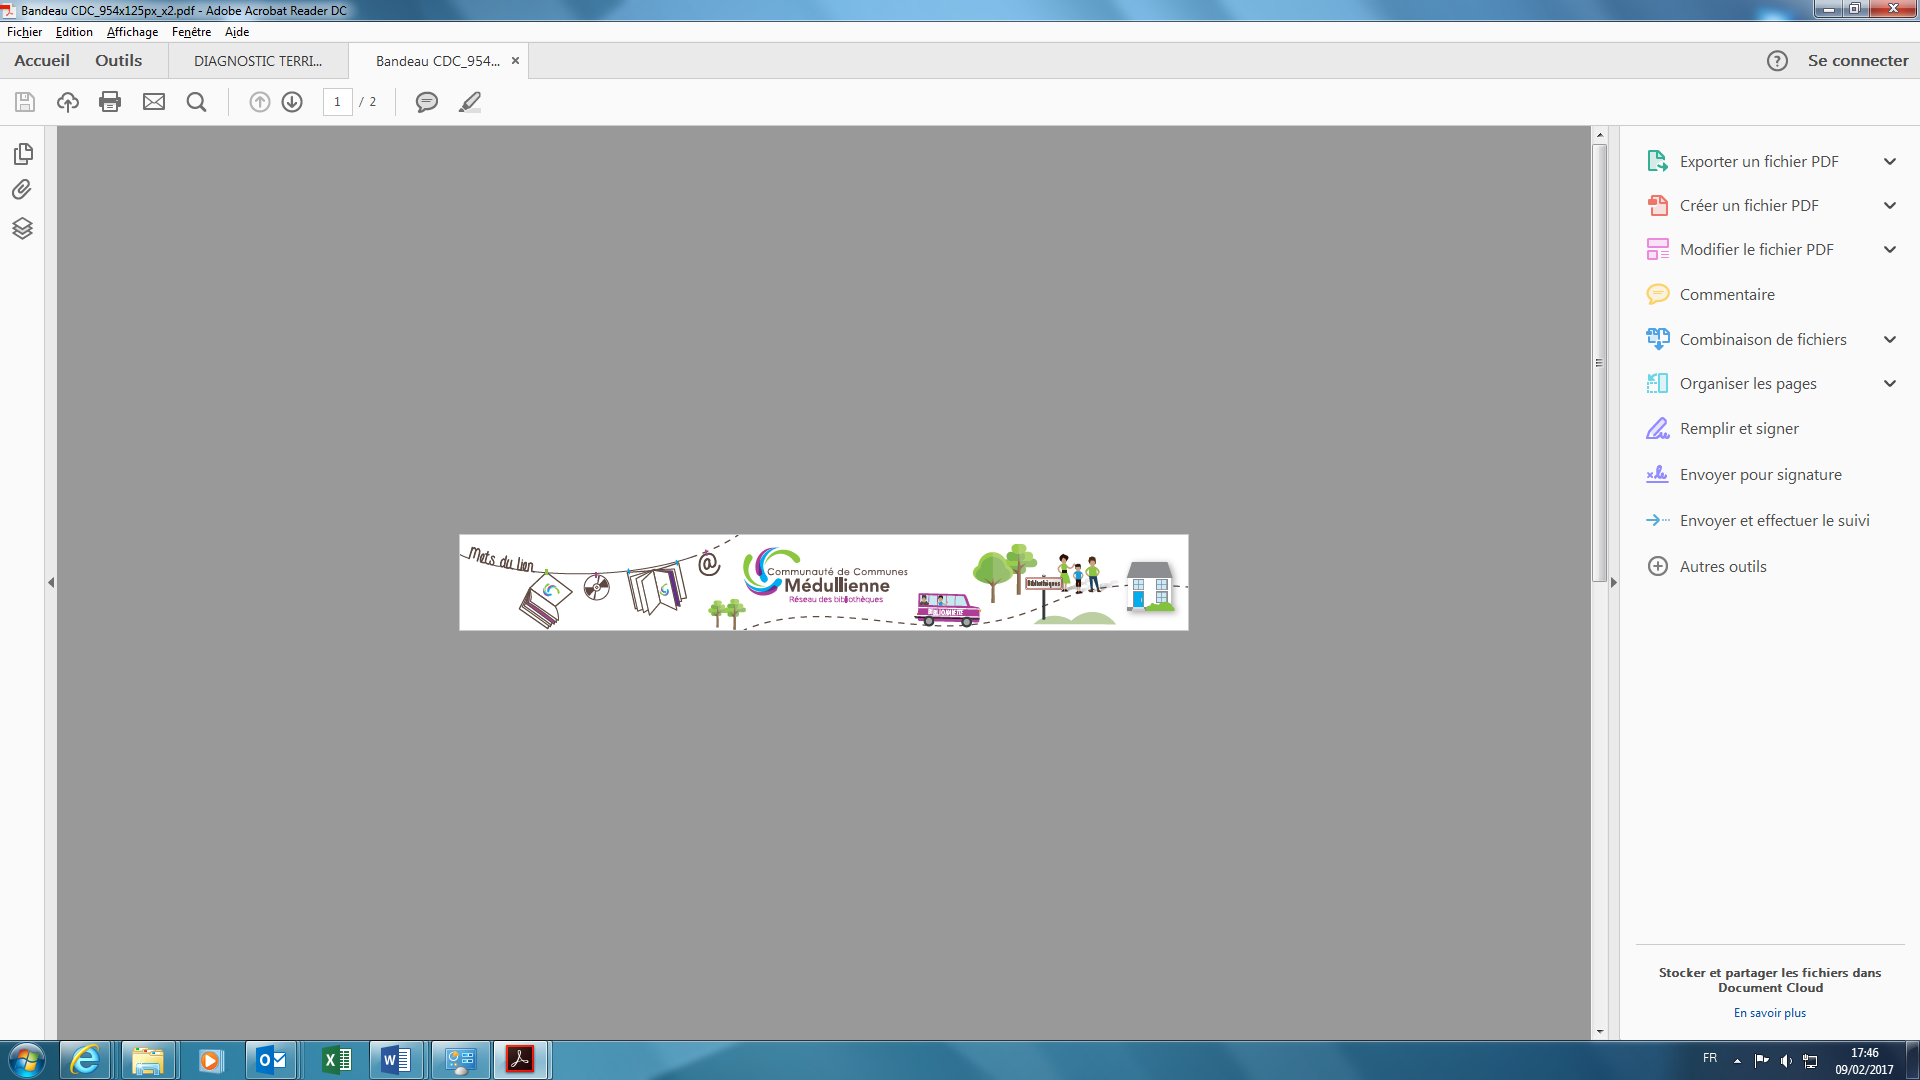 Bandeau CDC_954x125px_x2.pdf - Adobe Acrobat Reader DC
Fichier Edition Affichage Fenêtre Aide
Accueil Outils DIAGNOSTIC TERRI... Bandeau CDC_954... × ? Se connecter
1 / 2
Exporter un fichier PDF
Créer un fichier PDF
Modifier le fichier PDF
Commentaire
Combinaison de fichiers
Organiser les pages
Remplir et signer
Envoyer pour signature
Envoyer et effectuer le suivi
Autres outils
Mots du lien
@
Communauté de Communes
Médullienne
Réseau des bibliothèques
Bibliothèques
Stocker et partager les fichiers dans
Document Cloud
En savoir plus
FR
17:46
09/02/2017